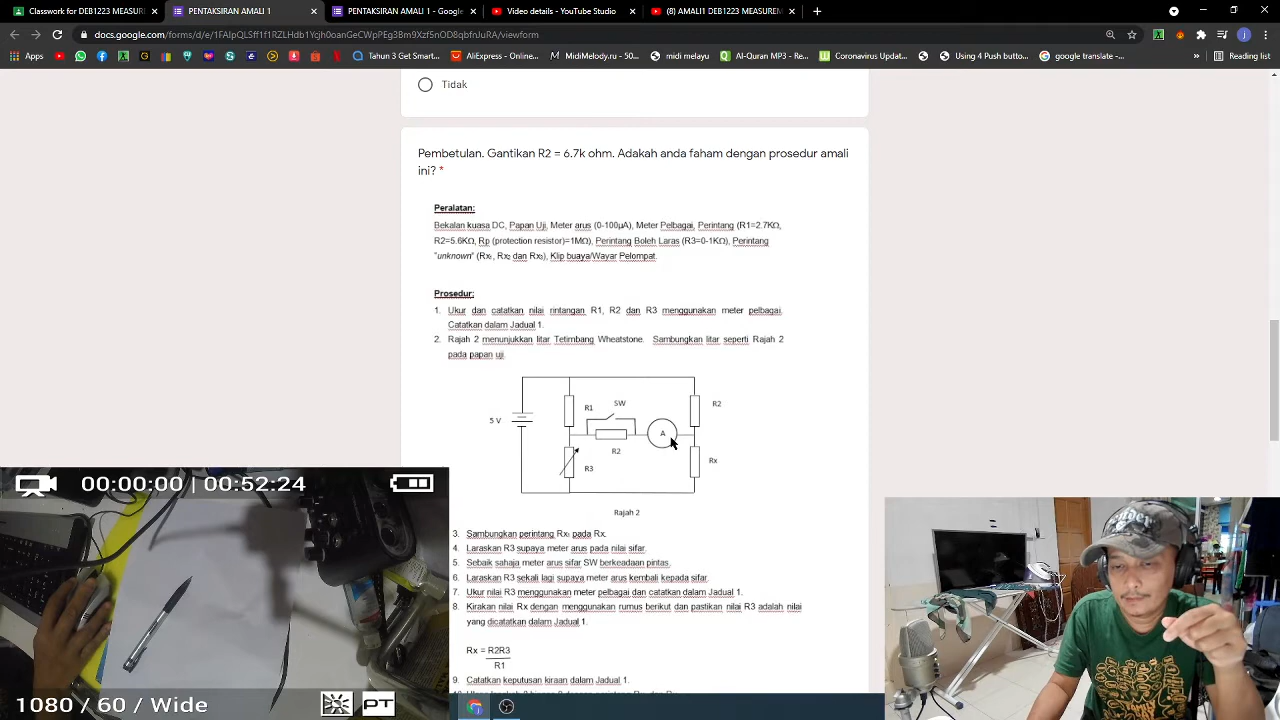 Classwork for DEB1223 MEASURI
PENTAKSIRAN AMALI 1
PENTAKSIRAN AMALI 1 - Google
Video details - YouTube Studio
(8) AMALI1 DEB1223 MEASUREM
docs.google.com/forms/d/e/1FAIpQLSff1f1RZLHdb1Ycjh0oanGeCWpPEg3Bm9Xzf5nOD8qbfrJuRA/viewform
Apps
Tahun 3 Geef Smart...
AliExpress - Online...
MidiMelody.ru - 50...
midi melary
Al-Quran MP3 - Re...
Coronavirus Updat...
Using 4 Push butto...
google translate -...
Reading list
Tidak
Pembetulan. Gantikan R2 = 6.7k ohm. Adakah anda faham dengan prosedur amali
ini? *
Peralatan:
Bekalan kuasa DC, Papan Uji, Meter arus (0-100µA), Meter Pelbagai, Perintang (R1=2.7KΩ,
R2=5.6KΩ, Rp (protection resistor)=1MΩ), Perintang Boleh Laras (R3=0-1KΩ), Perintang
"unknown" (Rx₁, Rx₂ dan Rx₃), Klip buaya/Wayar Pelompat.
Prosedur:
1. Ukur dan catatkan nilai rintangan R1, R2 dan R3 menggunakan meter pelbagai.
Catatkan dalam Jadual 1.
2. Rajah 2 menunjukkan litar Tetimbang Wheatstone. Sambungkan litar seperti Rajah 2
pada papan uji.
SW
R1
R2
5 V
A
R2
R3
Rx
Rajah 2
3. Sambungkan perintang Rx₁ pada Rx.
4. Laraskan R3 supaya meter arus pada nilai sifar.
5. Sebaik sahaja meter arus sifar SW berkeadaan pintas.
6. Laraskan R3 sekali lagi supaya meter arus kembali kepada sifar.
7. Ukur nilai R3 menggunakan meter pelbagai dan catatkan dalam Jadual 1.
8. Kirakan nilai Rx dengan menggunakan rumus berikut dan pastikan nilai R3 adalah nilai
yang dicatatkan dalam Jadual 1.
Rx = R2R3
R1
9. Catatkan keputusan kiraan dalam Jadual 1.
00:00:00 | 00:52:24
1080 / 60 / Wide
PT